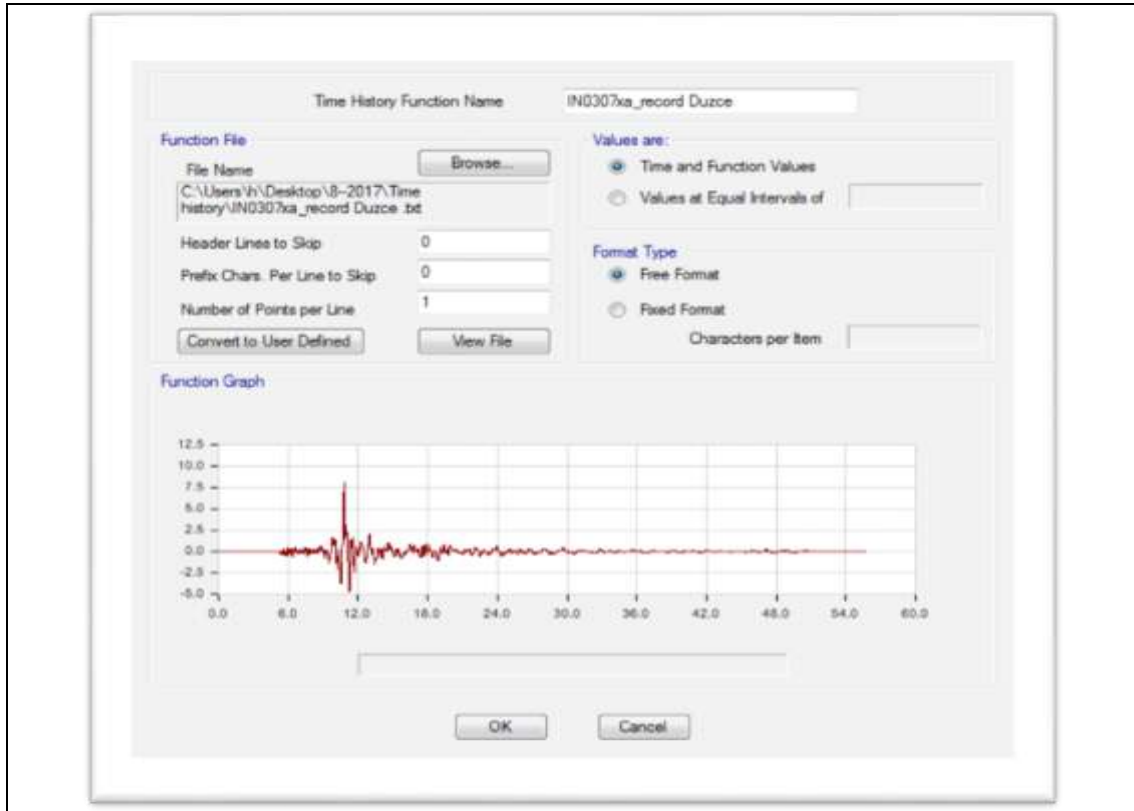 Time History Function Name
IN0307xa_record Duzce
Function File
File Name
Browse...
C:\Users\h\Desktop\8--2017\Time
history\IN0307xa_record Duzce .txt
Header Lines to Skip
0
Prefix Chars. Per Line to Skip
0
Number of Points per Line
1
Convert to User Defined
View File
Values are:
Time and Function Values
Values at Equal Intervals of
Format Type
Free Format
Fixed Format
Characters per Item
Function Graph
12.5
10.0
7.5
5.0
2.5
0.0
-2.5
-5.0
0.0 6.0 12.0 18.0 24.0 30.0 36.0 42.0 48.0 54.0 60.0
OK
Cancel